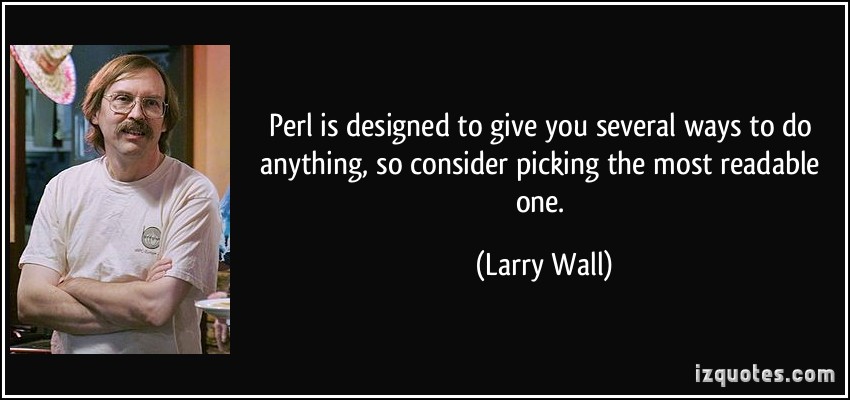 Perl is designed to give you several ways to do
anything, so consider picking the most readable
one.
(Larry Wall)
izquotes.com